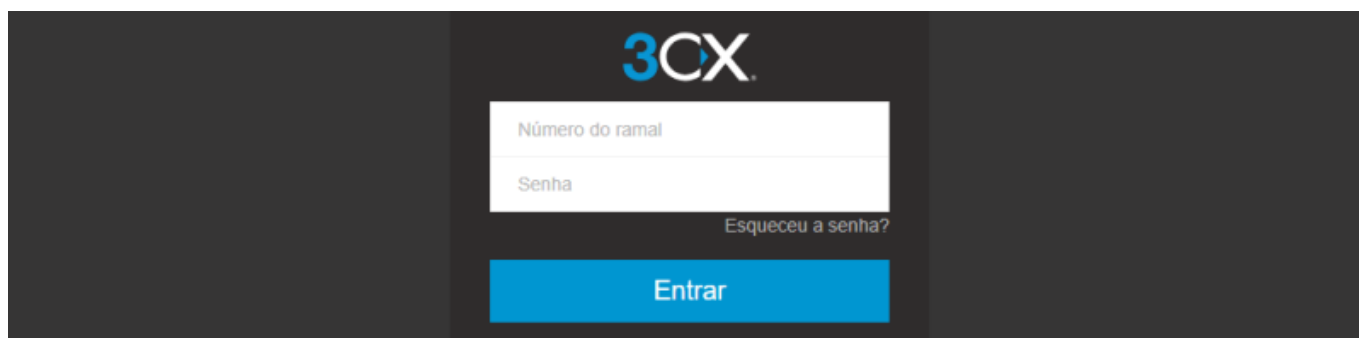 3CX.
Número do ramal
Senha
Esqueceu a senha?
Entrar